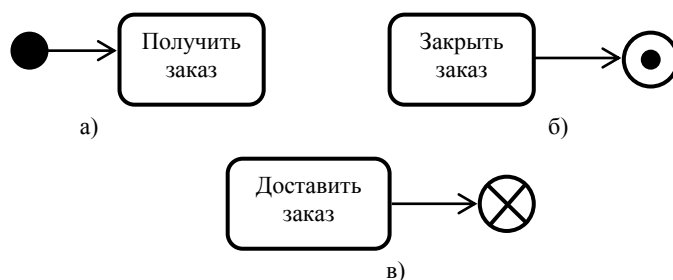 Получить
заказ
Закрыть
заказ
а)
б)
Доставить
заказ
в)